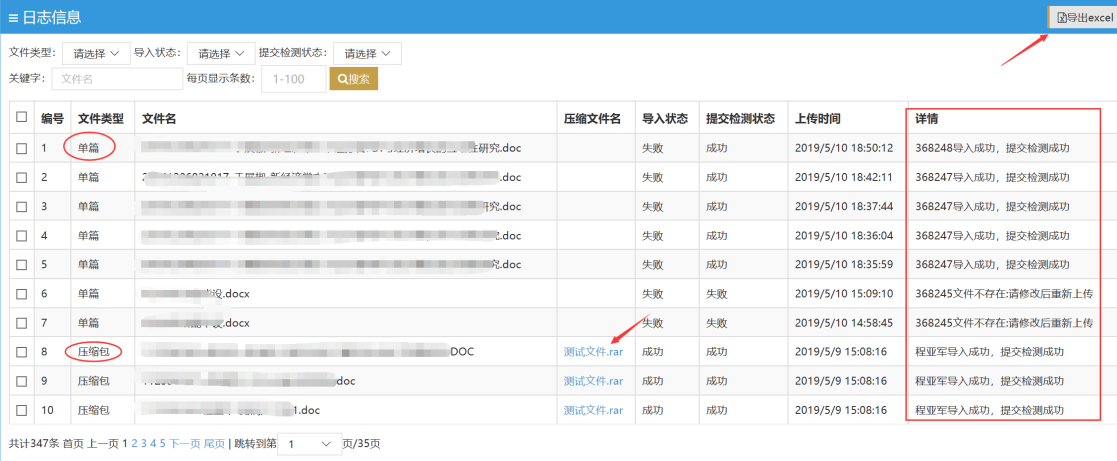 ≡ 日志信息 导出excel
文件类型： 请选择 导入状态： 请选择 提交检测状态： 请选择
关键字： 文件名 每页显示条数： 1-100 搜索
编号 文件类型 文件名 压缩文件名 导入状态 提交检测状态 上传时间 详情
1 单篇 研究.doc 失败 成功 2019/5/10 18:50:12 368248导入成功，提交检测成功
2 单篇 .doc 失败 成功 2019/5/10 18:42:11 368247导入成功，提交检测成功
3 单篇 研究.doc 失败 成功 2019/5/10 18:37:44 368247导入成功，提交检测成功
4 单篇 究.doc 失败 成功 2019/5/10 18:36:04 368247导入成功，提交检测成功
5 单篇 究.doc 失败 成功 2019/5/10 18:35:59 368247导入成功，提交检测成功
6 单篇 .docx 失败 失败 2019/5/10 15:09:10 368245文件不存在:请修改后重新上传
7 单篇 .docx 失败 失败 2019/5/10 14:58:45 368245文件不存在:请修改后重新上传
8 压缩包 DOC 测试文件.rar 成功 成功 2019/5/9 15:08:16 程亚军导入成功，提交检测成功
9 压缩包 doc 测试文件.rar 成功 成功 2019/5/9 15:08:16 程亚军导入成功，提交检测成功
10 压缩包 1.doc 测试文件.rar 成功 成功 2019/5/9 15:08:16 程亚军导入成功，提交检测成功
共计347条 首页 上一页 1 2 3 4 5 下一页 尾页 | 跳转到第 1 页/35页